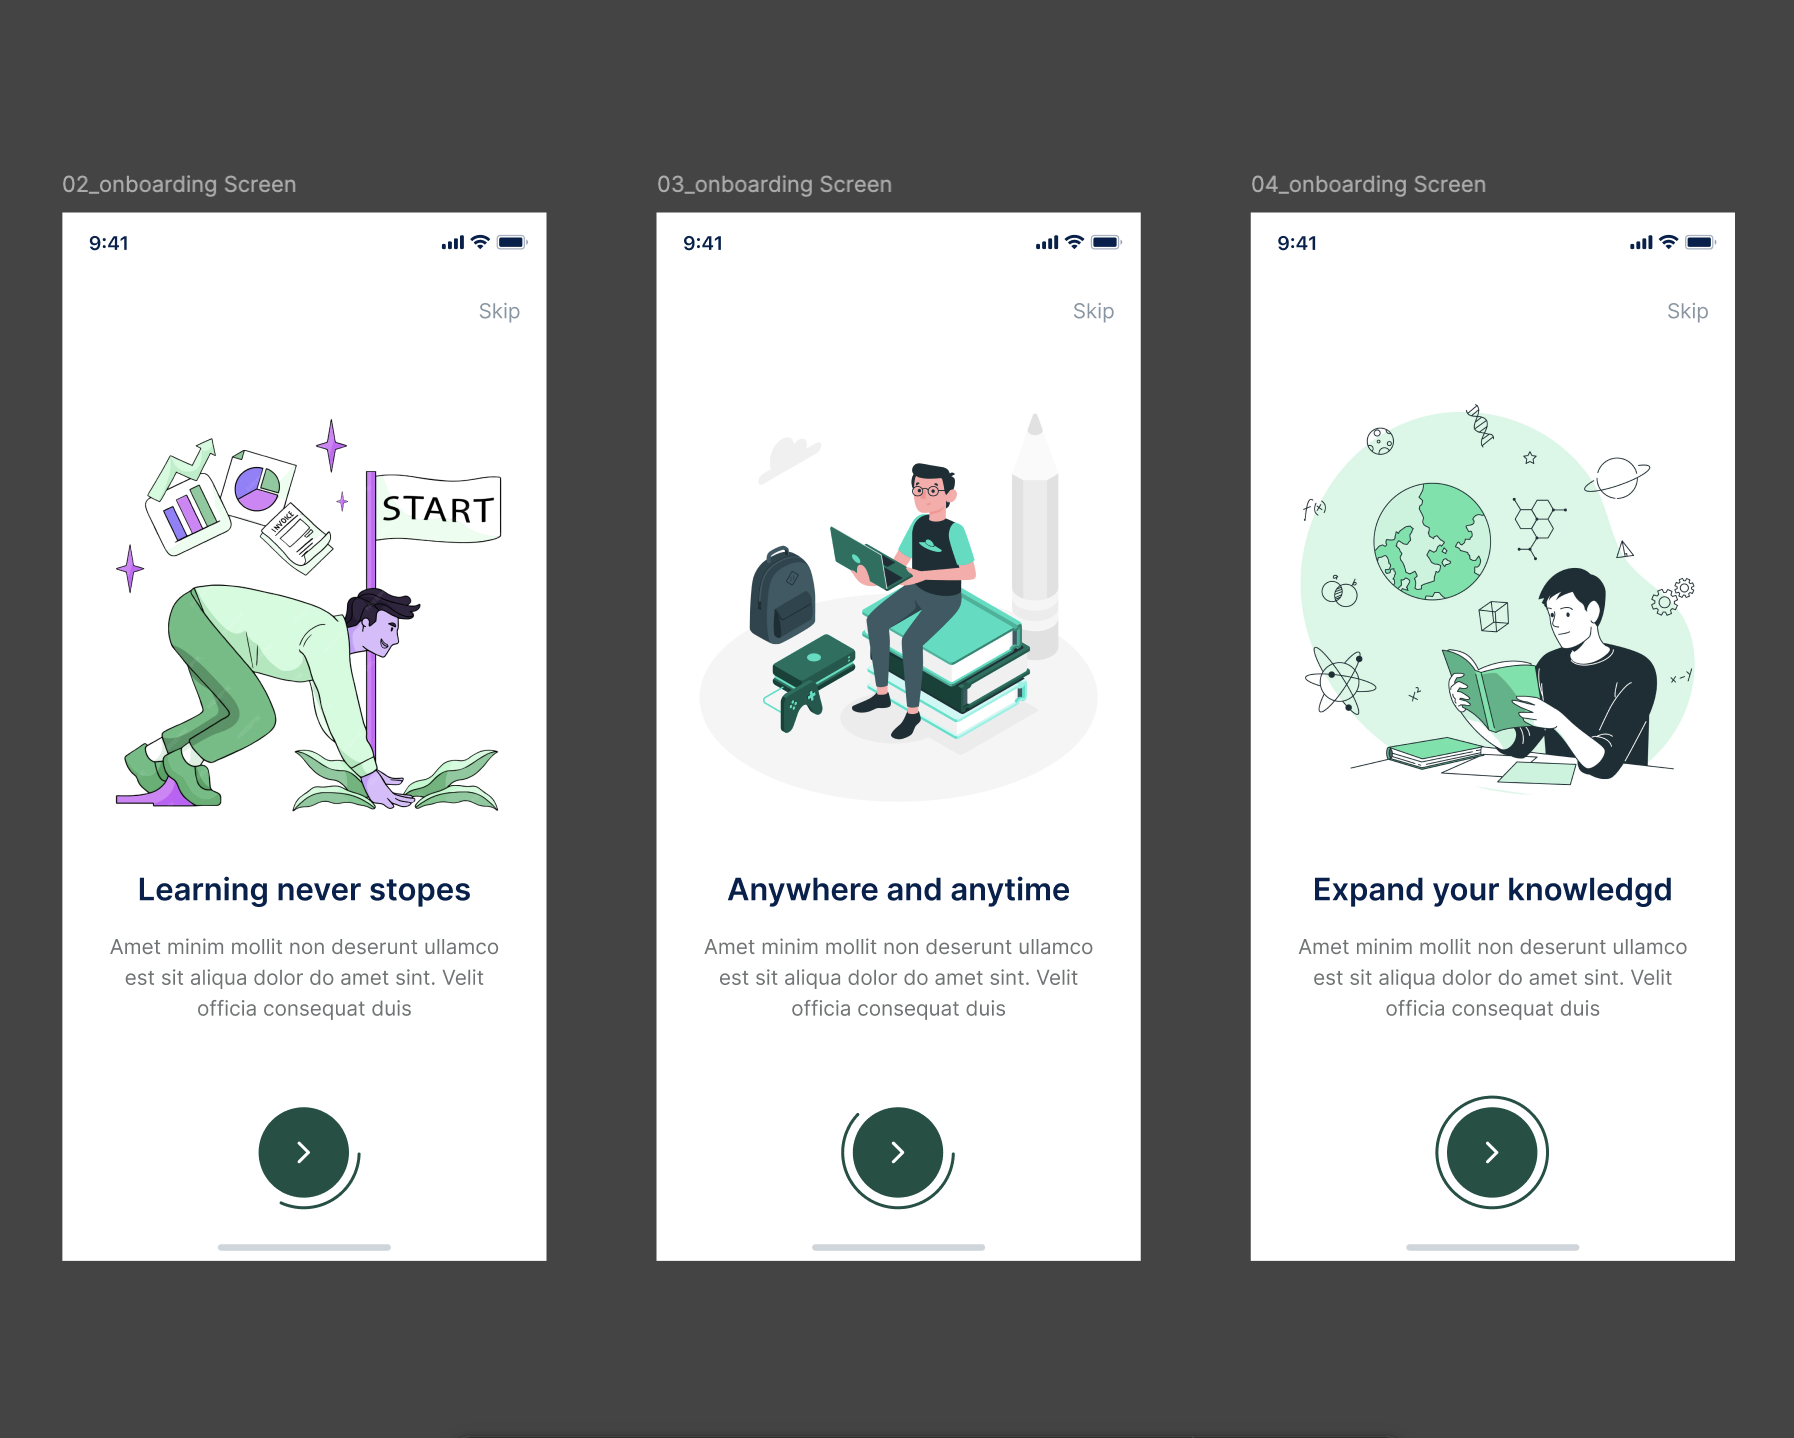 02_onboarding Screen
9:41
Skip
INVOICE
START
Learning never stopes
Amet minim mollit non deserunt ullamco
est sit aliqua dolor do amet sint. Velit
officia consequat duis
03_onboarding Screen
9:41
Skip
Anywhere and anytime
Amet minim mollit non deserunt ullamco
est sit aliqua dolor do amet sint. Velit
officia consequat duis
04_onboarding Screen
9:41
Skip
f(x)
a b
x²
x-y
Expand your knowledgd
Amet minim mollit non deserunt ullamco
est sit aliqua dolor do amet sint. Velit
officia consequat duis